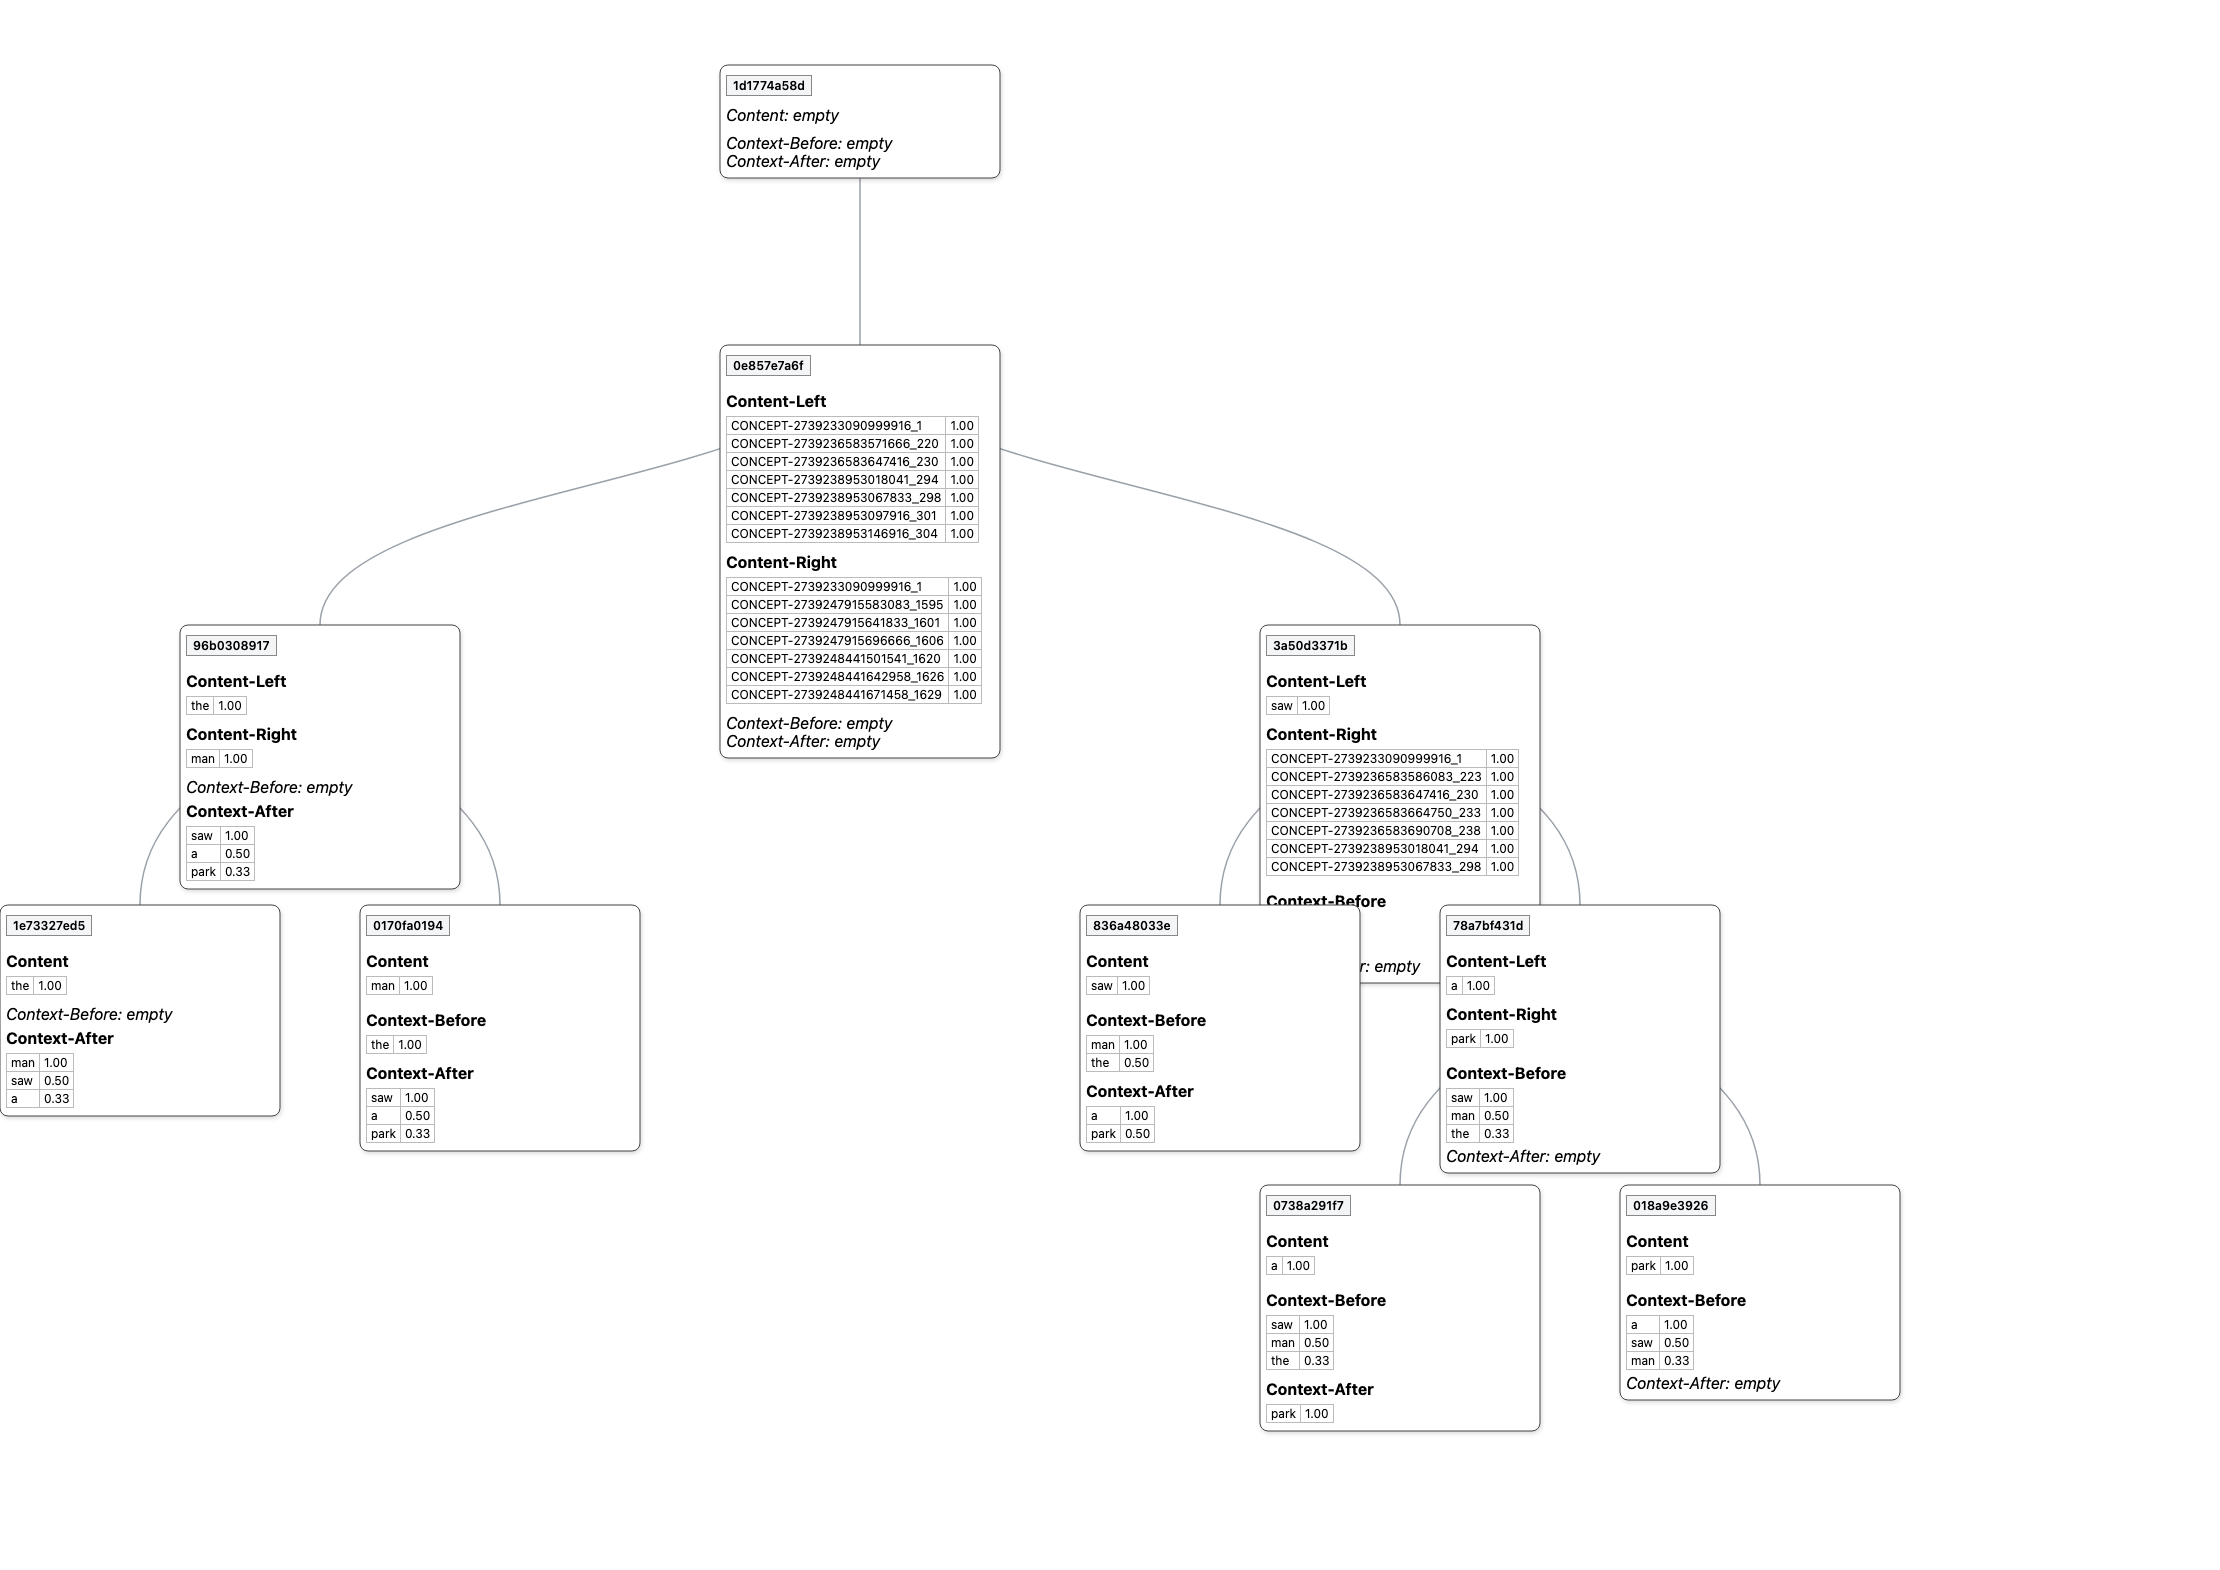 1d1774a58d
Content: empty
Context-Before: empty
Context-After: empty
0e857e7a6f
Content-Left
CONCEPT-2739233090999916_1 1.00
CONCEPT-2739236583571666_220 1.00
CONCEPT-2739236583647416_230 1.00
CONCEPT-2739238953018041_294 1.00
CONCEPT-2739238953067833_298 1.00
CONCEPT-2739238953097916_301 1.00
CONCEPT-2739238953146916_304 1.00
Content-Right
CONCEPT-2739233090999916_1 1.00
CONCEPT-2739247915583083_1595 1.00
CONCEPT-2739247915641833_1601 1.00
CONCEPT-2739247915696666_1606 1.00
CONCEPT-2739248441501541_1620 1.00
CONCEPT-2739248441642958_1626 1.00
CONCEPT-2739248441671458_1629 1.00
Context-Before: empty
Context-After: empty
96b0308917
Content-Left
the 1.00
Content-Right
man 1.00
Context-Before: empty
Context-After
saw 1.00
a 0.50
park 0.33
3a50d3371b
Content-Left
saw 1.00
Content-Right
CONCEPT-2739233090999916_1 1.00
CONCEPT-2739236583586083_223 1.00
CONCEPT-2739236583647416_230 1.00
CONCEPT-2739236583664750_233 1.00
CONCEPT-2739236583690708_238 1.00
CONCEPT-2739238953018041_294 1.00
CONCEPT-2739238953067833_298 1.00
Context-Before
r: empty
1e73327ed5
Content
the 1.00
Context-Before: empty
Context-After
man 1.00
saw 0.50
a 0.33
0170fa0194
Content
man 1.00
Context-Before
the 1.00
Context-After
saw 1.00
a 0.50
park 0.33
836a48033e
Content
saw 1.00
Context-Before
man 1.00
the 0.50
Context-After
a 1.00
park 0.50
78a7bf431d
Content-Left
a 1.00
Content-Right
park 1.00
Context-Before
saw 1.00
man 0.50
the 0.33
Context-After: empty
0738a291f7
Content
a 1.00
Context-Before
saw 1.00
man 0.50
the 0.33
Context-After
park 1.00
018a9e3926
Content
park 1.00
Context-Before
a 1.00
saw 0.50
man 0.33
Context-After: empty